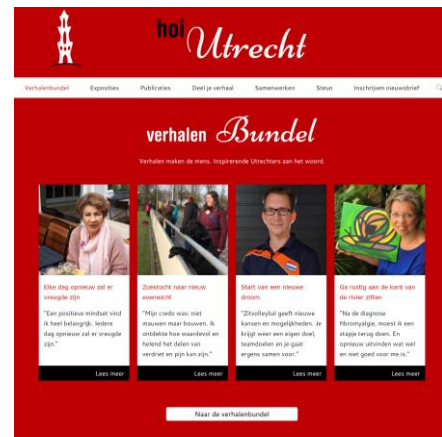 hoi Utrecht
Verhalenbundel Exposities Publicaties Deel je verhaal Samenwerken Steun Inschrijven nieuwsbrief
verhalen Bundel
Verhalen maken de mens. Inspirerende Utrechters aan het woord.
Elke dag opnieuw zal er
vreugde zijn
"Een positieve mindset vind
ik heel belangrijk. Iedere
dag opnieuw zal er vreugde
zijn."
Lees meer
Zoektocht naar nieuw
evenwicht
"Mijn credo was: niet
mauwen maar bouwen. Ik
ontdekte hoe waardevol en
helend het delen van
verdriet en pijn kan zijn."
Lees meer
Start van een nieuwe
droom
"Zitvolleybal geeft nieuwe
kansen en mogelijkheden. Je
krijgt weer een eigen doel,
teamdoelen en je gaat
ergens samen voor."
Lees meer
Ga rustig aan de kant van
de rivier zitten
"Na de diagnose
fibromyalgie, moest ik een
stapje terug doen. En
opnieuw uitvinden wat wel
en niet goed voor me is."
Lees meer
Naar de verhalenbundel